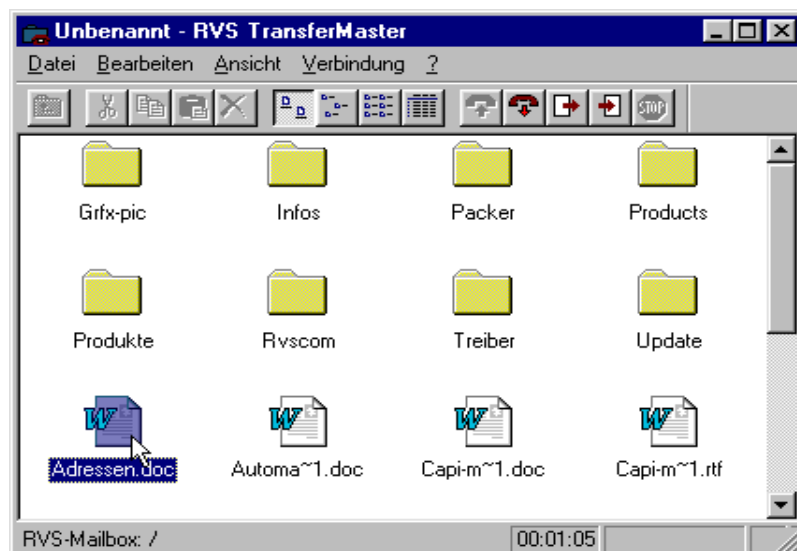 Unbenannt - RVS TransferMaster
Datei Bearbeiten Ansicht Verbindung ?
STOP
Grfx-pic Infos Packer Products
Produkte Rvscom Treiber Update
Adressen.doc Automa~1.doc Capi-m~1.doc Capi-m~1.rtf
RVS-Mailbox: / 00:01:05